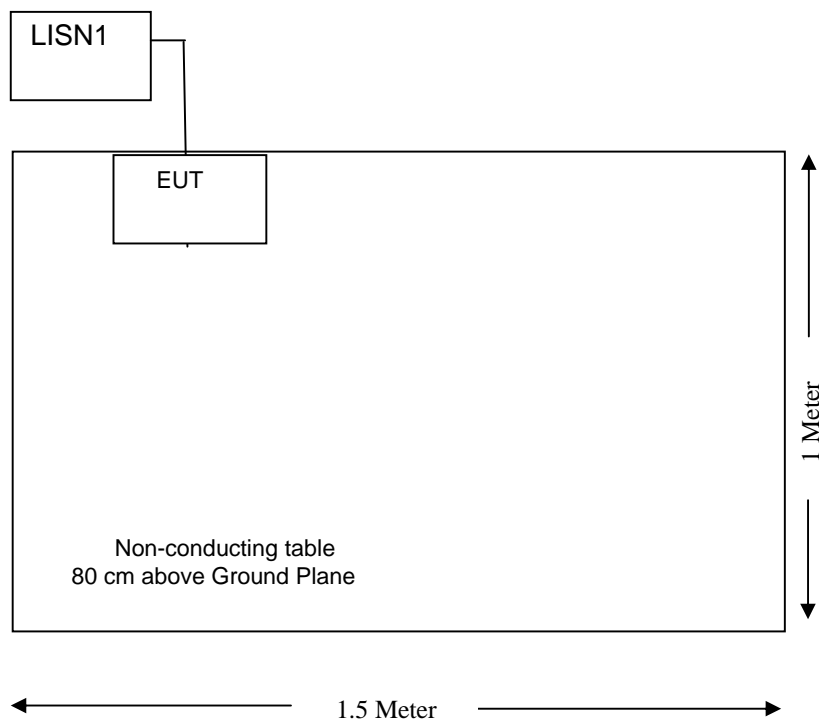 LISN1
EUT
1 Meter
Non-conducting table
80 cm above Ground Plane
1.5 Meter